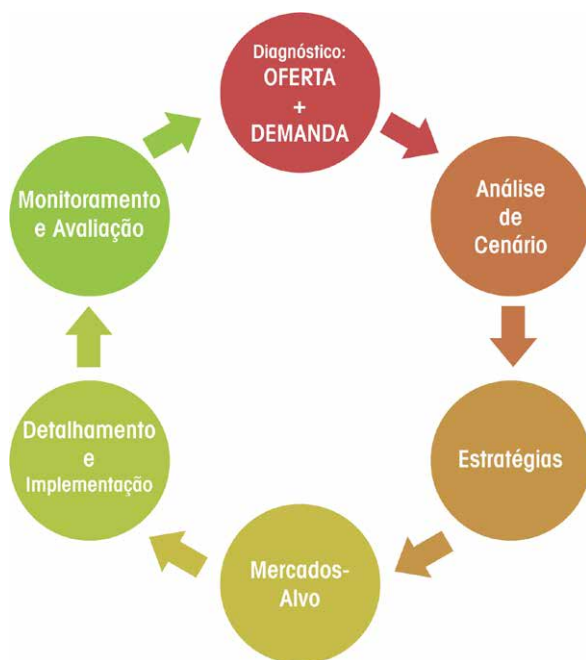 Diagnóstico:
OFERTA
+
DEMANDA
Análise
de
Cenário
Estratégias
Mercados-
Alvo
Detalhamento
e
Implementação
Monitoramento
e Avaliação